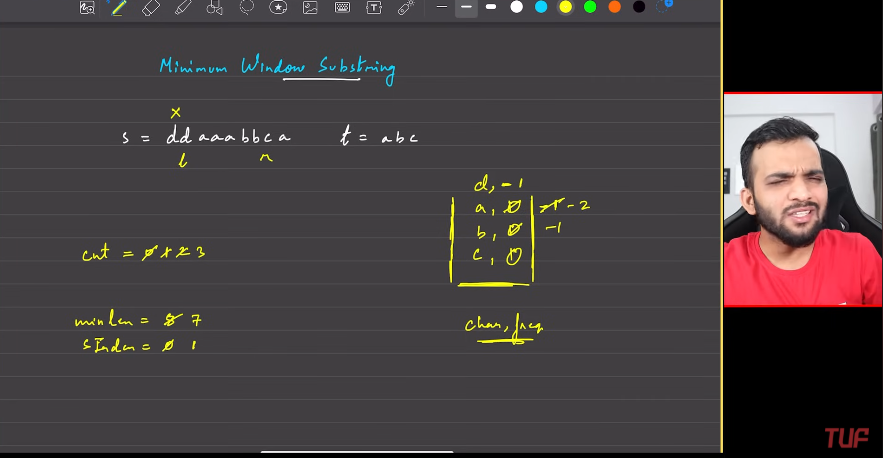 Minimum Window Substring
x
s = ddaaabbca t = abc
l r
d, -1
a, 0 -1 -2
b, 0 -1
c, 0
cnt = 0 1 2 3
minLen = 8 7
sIndex = 0 1
char, freq
TUF